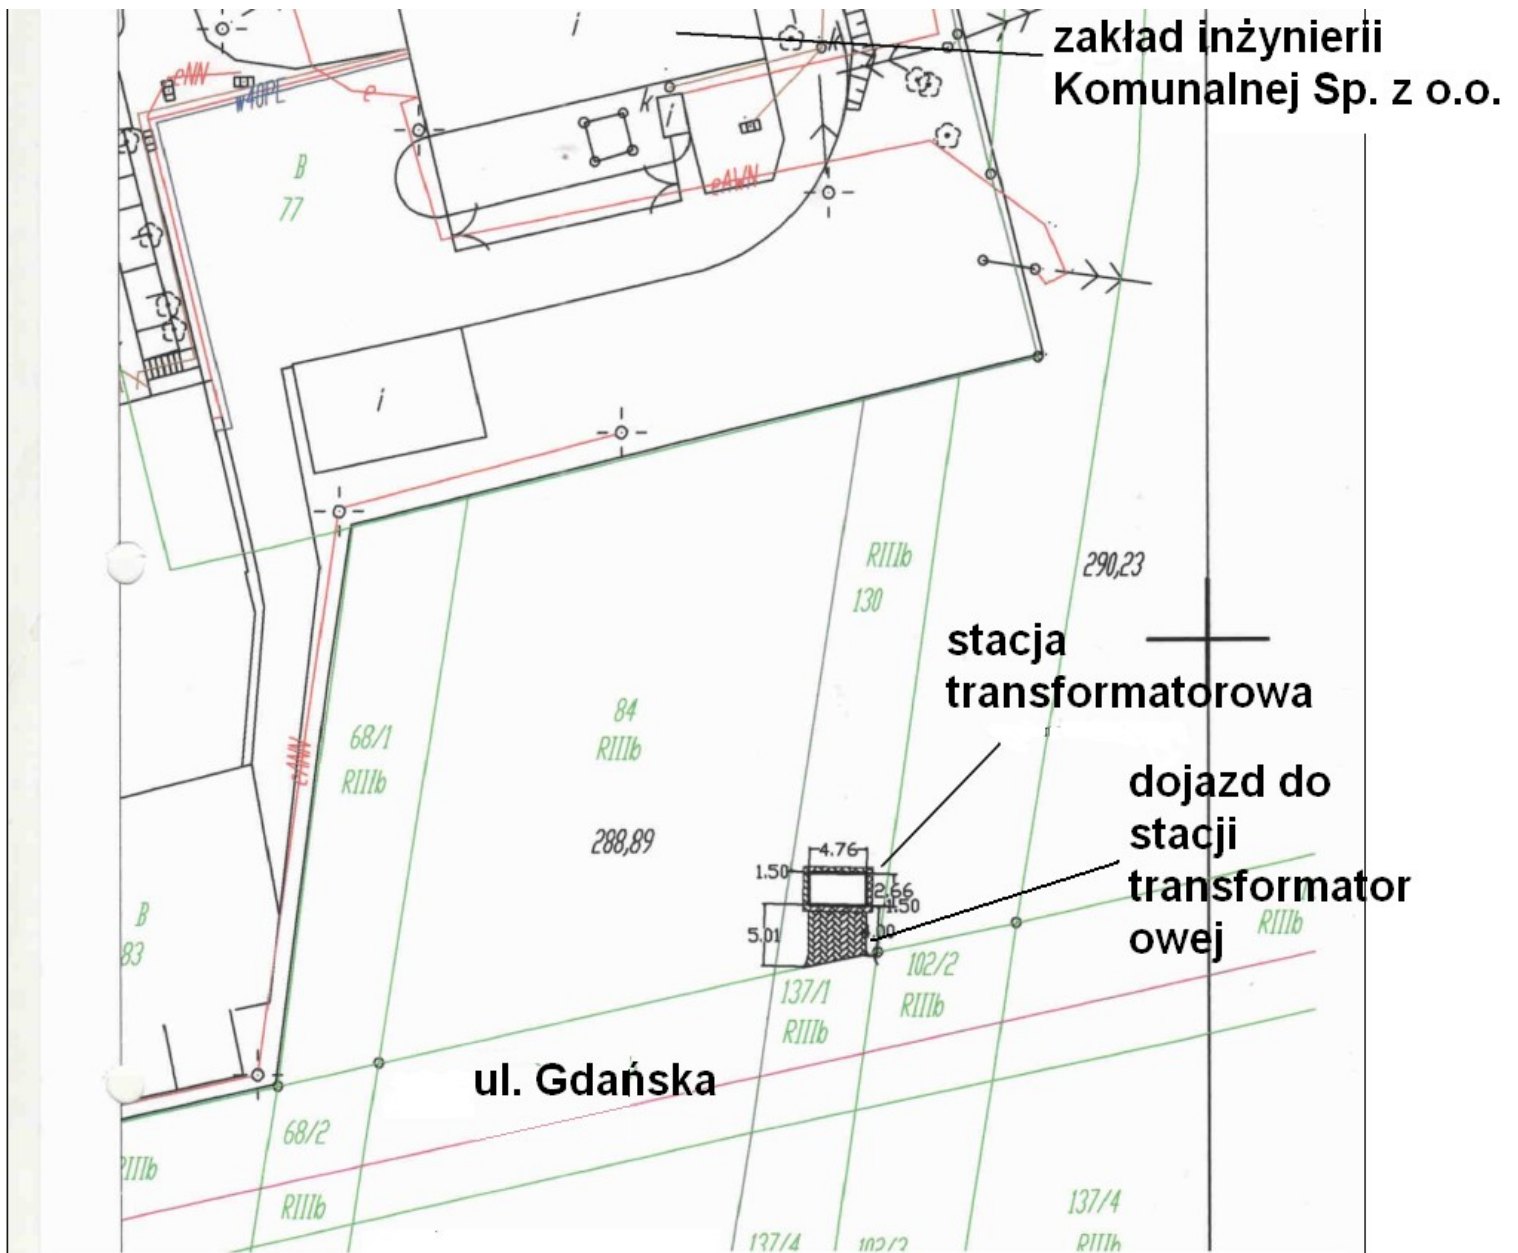 zakład inżynierii
Komunalnej Sp. z o.o.
i
k
eNN
w40PE
e
k
i
B
77
eAWN
i
RIIIb
130
290,23
stacja
transformatorowa
84
RIIIb
68/1
RIIIb
eANN
dojazd do
stacji
transformator
owej
288,89
4.76
1.50
2.66
1.50
5.01
B
83
RIIIb
102/2
RIIIb
137/1
RIIIb
ul. Gdańska
68/2
RIIIb
RIIIb
137/4
RIIIb
137/4